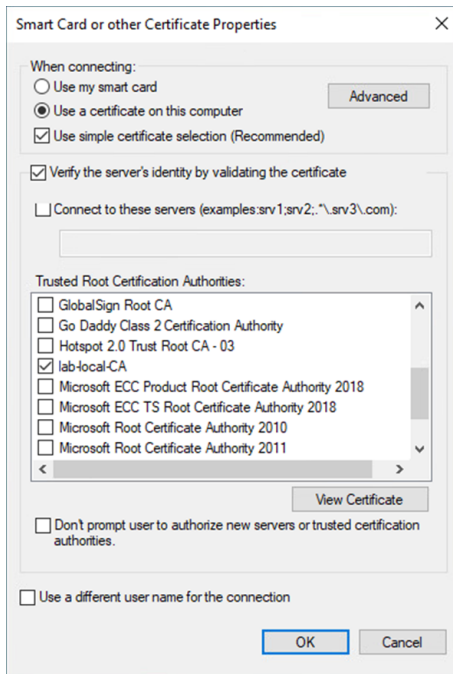 Smart Card or other Certificate Properties
When connecting:
Use my smart card
Advanced
Use a certificate on this computer
Use simple certificate selection (Recommended)
Verify the server's identity by validating the certificate
Connect to these servers (examples:srv1;srv2;.*\.srv3\.com):
Trusted Root Certification Authorities:
GlobalSign Root CA
Go Daddy Class 2 Certification Authority
Hotspot 2.0 Trust Root CA - 03
lab-local-CA
Microsoft ECC Product Root Certificate Authority 2018
Microsoft ECC TS Root Certificate Authority 2018
Microsoft Root Certificate Authority 2010
Microsoft Root Certificate Authority 2011
View Certificate
Don't prompt user to authorize new servers or trusted certification
authorities.
Use a different user name for the connection
OK
Cancel